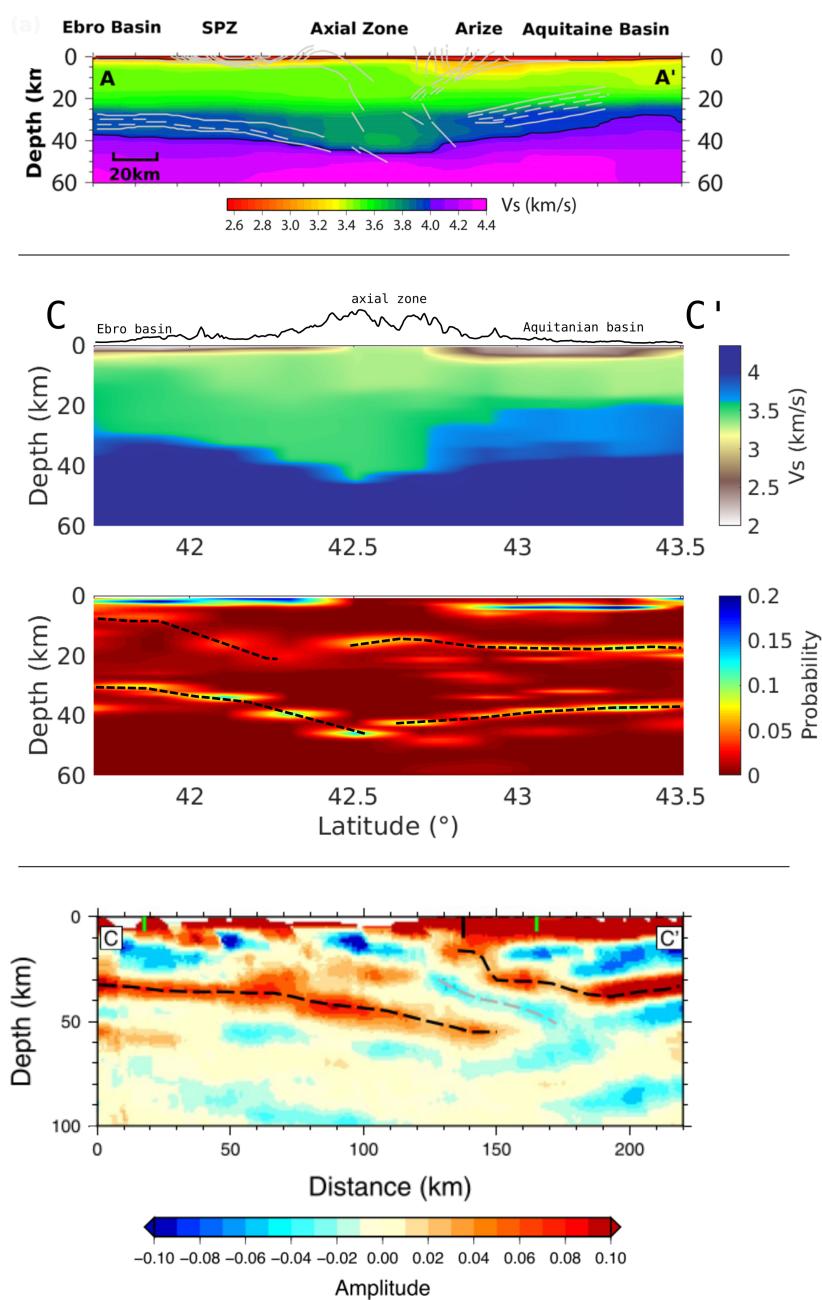 (a)
Ebro Basin SPZ Axial Zone Arize Aquitaine Basin
0 0
A A'
20 20
40 40
20km
60 60
Depth (km
2.6 2.8 3.0 3.2 3.4 3.6 3.8 4.0 4.2 4.4
Vs (km/s)
C axial zone C'
Ebro basin Aquitanian basin
0
20
40
60
Depth (km)
42 42.5 43 43.5
4
3.5
3
2.5
2
Vs (km/s)
0
20
40
60
Depth (km)
42 42.5 43 43.5
Latitude (°)
0.2
0.15
0.1
0.05
0
Probability
0
C C'
50
100
Depth (km)
0 50 100 150 200
Distance (km)
−0.10 −0.08 −0.06 −0.04 −0.02 0.00 0.02 0.04 0.06 0.08 0.10
Amplitude